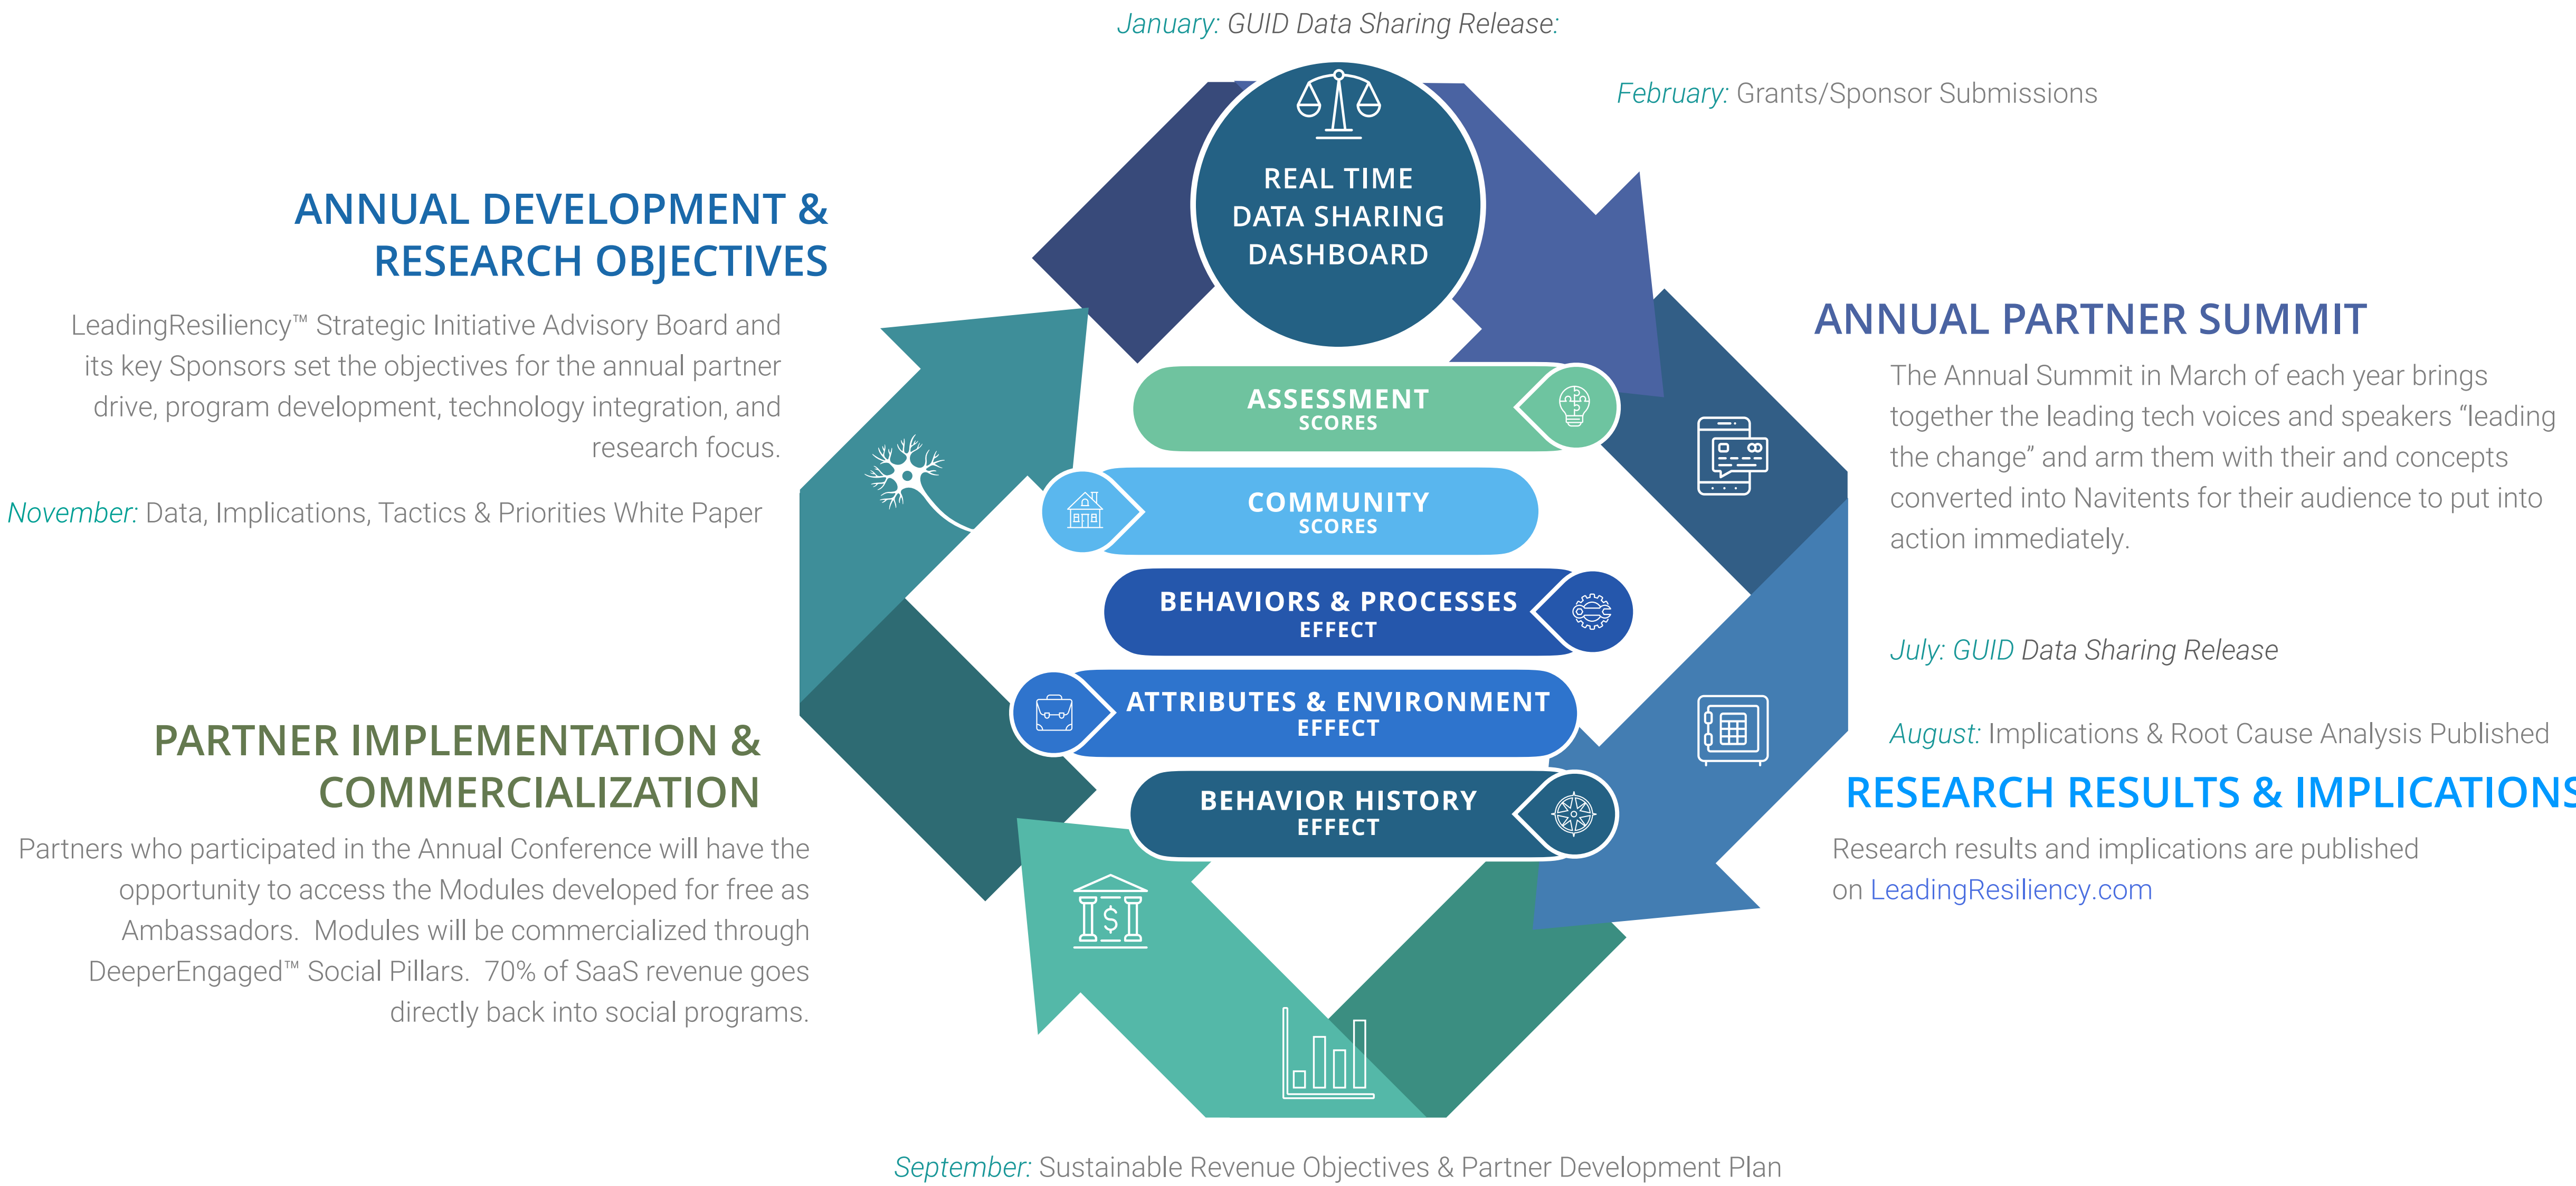 January: GUID Data Sharing Release:
February: Grants/Sponsor Submissions
REAL TIME
DATA SHARING
DASHBOARD
ANNUAL DEVELOPMENT &
RESEARCH OBJECTIVES
LeadingResiliency™ Strategic Initiative Advisory Board and
its key Sponsors set the objectives for the annual partner
drive, program development, technology integration, and
research focus.
November: Data, Implications, Tactics & Priorities White Paper
ANNUAL PARTNER SUMMIT
The Annual Summit in March of each year brings
together the leading tech voices and speakers “leading
the change” and arm them with their and concepts
converted into Navitents for their audience to put into
action immediately.
ASSESSMENT
SCORES
COMMUNITY
SCORES
BEHAVIORS & PROCESSES
EFFECT
ATTRIBUTES & ENVIRONMENT
EFFECT
BEHAVIOR HISTORY
EFFECT
July: GUID Data Sharing Release
August: Implications & Root Cause Analysis Published
RESEARCH RESULTS & IMPLICATIONS
Research results and implications are published
on LeadingResiliency.com
PARTNER IMPLEMENTATION &
COMMERCIALIZATION
Partners who participated in the Annual Conference will have the
opportunity to access the Modules developed for free as
Ambassadors. Modules will be commercialized through
DeeperEngaged™ Social Pillars. 70% of SaaS revenue goes
directly back into social programs.
$
September: Sustainable Revenue Objectives & Partner Development Plan